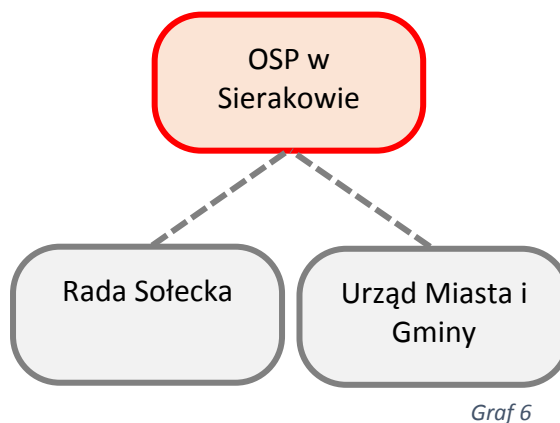 OSP w
Sierakowie
Rada Sołecka
Urząd Miasta i
Gminy
Graf 6